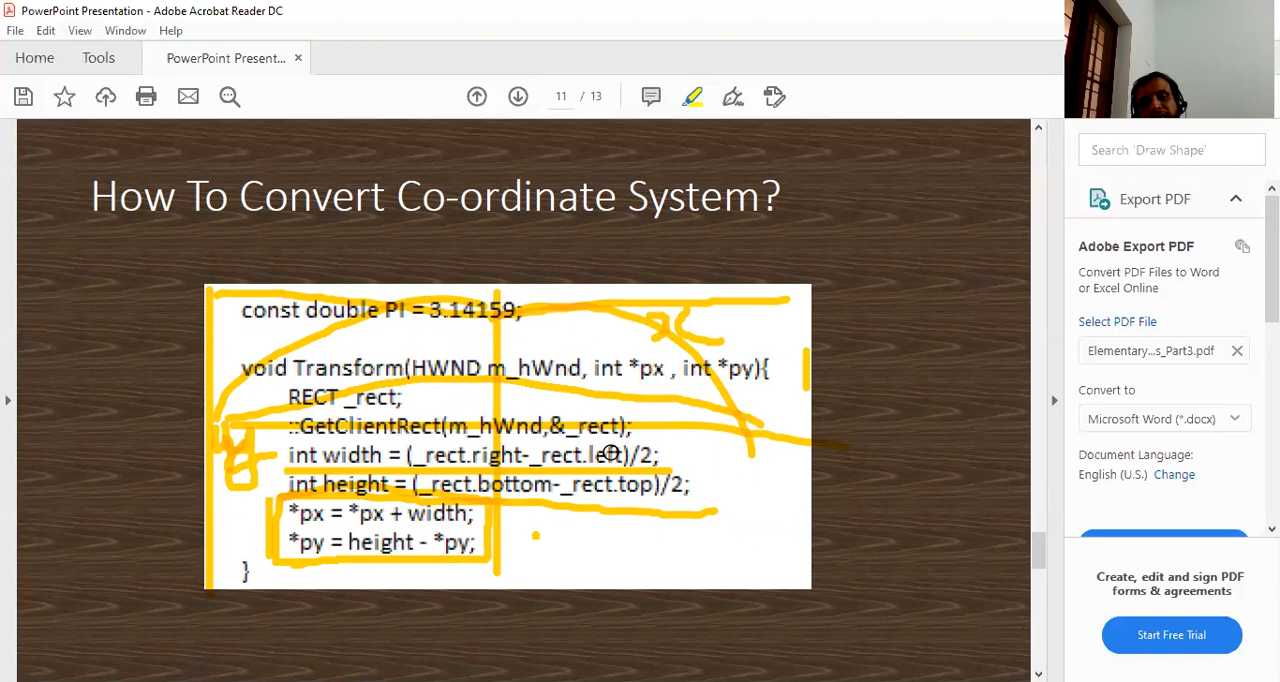 PowerPoint Presentation - Adobe Acrobat Reader DC
File Edit View Window Help
Home Tools PowerPoint Present...
11 / 13
Search 'Draw Shape'
Export PDF
Adobe Export PDF
Convert PDF Files to Word
or Excel Online
Select PDF File
Elementary...s_Part3.pdf
Convert to
Microsoft Word (*.docx)
Document Language:
English (U.S.) Change
Create, edit and sign PDF
forms & agreements
Start Free Trial
How To Convert Co-ordinate System?
const double PI = 3.14159;
void Transform(HWND m_hWnd, int *px , int *py){
RECT _rect;
::GetClientRect(m_hWnd,&_rect);
int width = (_rect.right-_rect.left)/2;
int height = (_rect.bottom-_rect.top)/2;
*px = *px + width;
*py = height - *py;
}